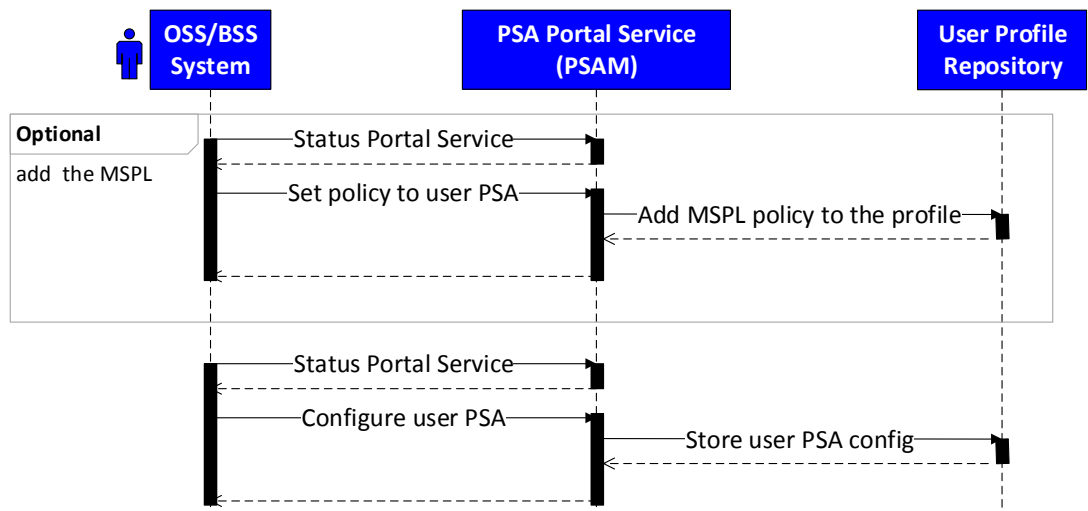 OSS/BSS
System
PSA Portal Service
(PSAM)
User Profile
Repository
Optional
add the MSPL
Status Portal Service
Set policy to user PSA
Add MSPL policy to the profile
Status Portal Service
Configure user PSA
Store user PSA config